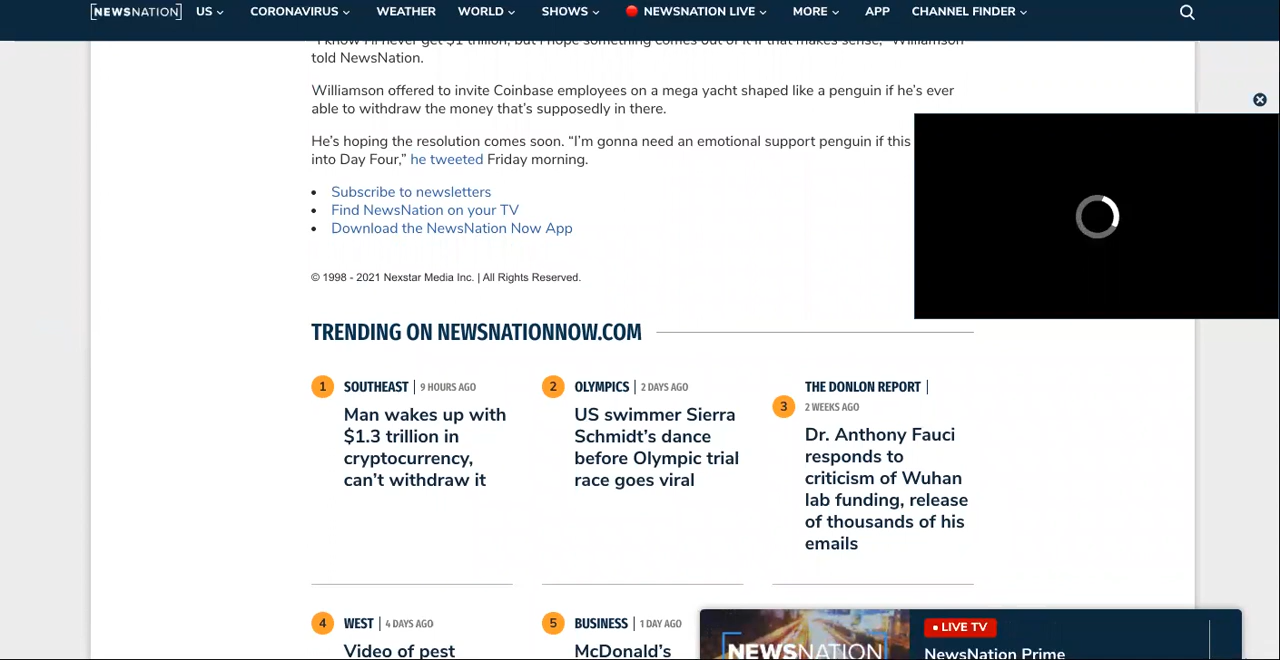 NEWSNATION US CORONAVIRUS WEATHER WORLD SHOWS NEWSNATION LIVE MORE APP CHANNEL FINDER
"I know I'll never get $1 trillion, but I hope something comes out of it if that makes sense," Williamson
told NewsNation.
Williamson offered to invite Coinbase employees on a mega yacht shaped like a penguin if he's ever
able to withdraw the money that's supposedly in there.
He's hoping the resolution comes soon. “I'm gonna need an emotional support penguin if this
into Day Four,” he tweeted Friday morning.
• Subscribe to newsletters
• Find NewsNation on your TV
• Download the NewsNation Now App
© 1998 - 2021 Nexstar Media Inc. | All Rights Reserved.
TRENDING ON NEWSNATIONNOW.COM
1 SOUTHEAST | 9 HOURS AGO
Man wakes up with
$1.3 trillion in
cryptocurrency,
can't withdraw it
2 OLYMPICS | 2 DAYS AGO
US swimmer Sierra
Schmidt's dance
before Olympic trial
race goes viral
3 THE DONLON REPORT |
2 WEEKS AGO
Dr. Anthony Fauci
responds to
criticism of Wuhan
lab funding, release
of thousands of his
emails
4 WEST | 4 DAYS AGO
Video of pest
5 BUSINESS | 1 DAY AGO
McDonald's
NEWSNATION
• LIVE TV
NewsNation Prime